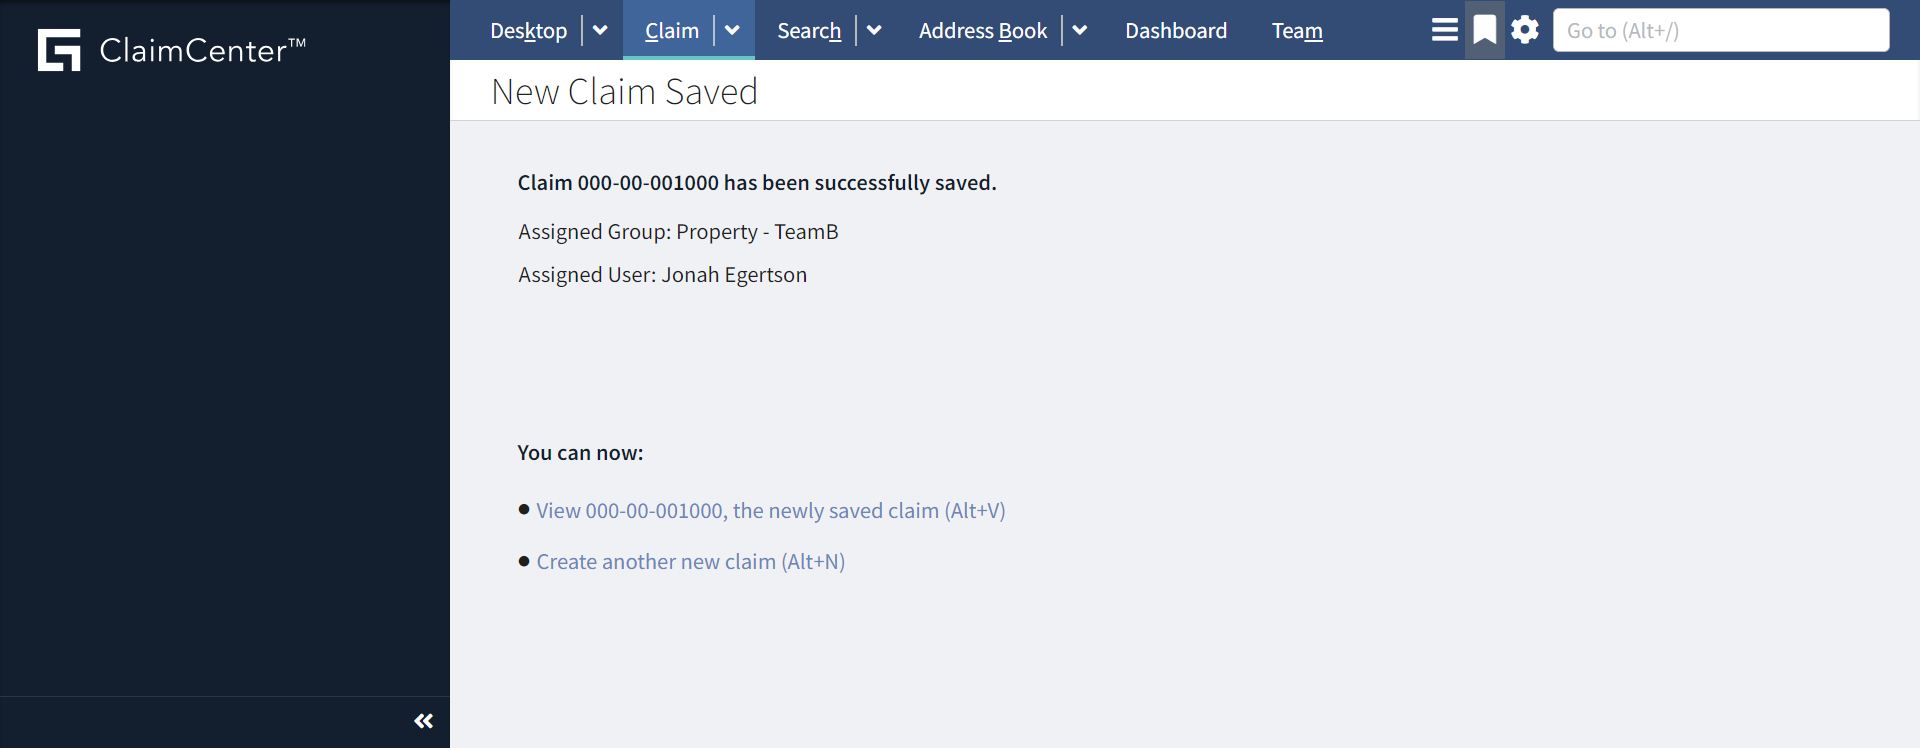 ClaimCenter™
Desktop Claim Search Address Book Dashboard Team Go to (Alt+/)
New Claim Saved
Claim 000-00-001000 has been successfully saved.
Assigned Group: Property - TeamB
Assigned User: Jonah Egertson
You can now:
View 000-00-001000, the newly saved claim (Alt+V)
Create another new claim (Alt+N)